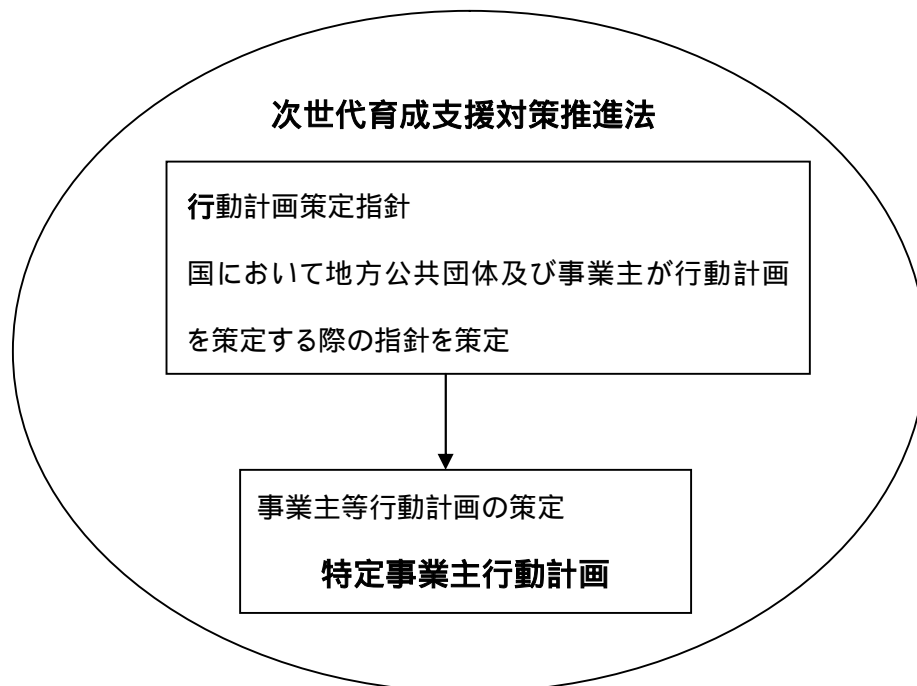 次世代育成支援対策推進法
行動計画策定指針
国において地方公共団体及び事業主が行動計画
を策定する際の指針を策定
事業主等行動計画の策定
特定事業主行動計画